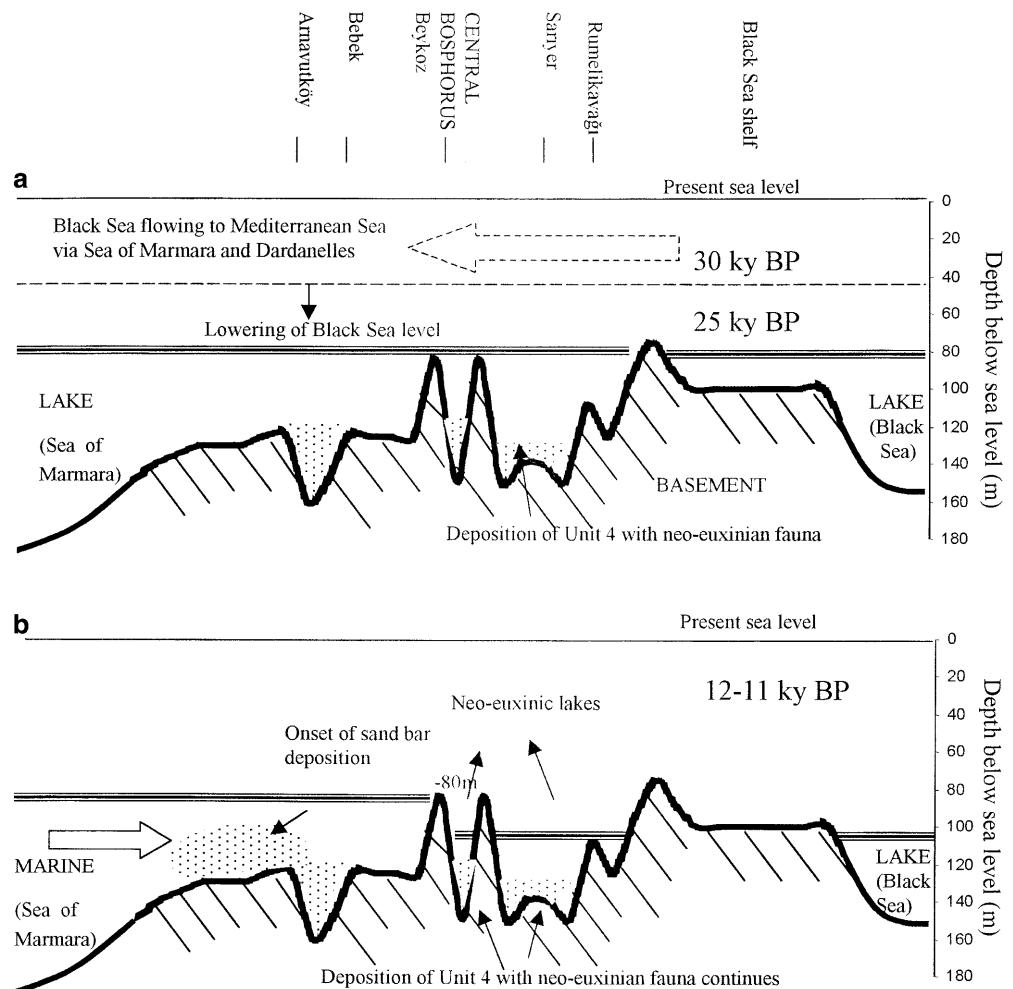 Arnavutköy
Bebek
Beykoz
CENTRAL
BOSPHORUS
Sarıyer
Rumelikavağı
Black Sea shelf
a
Present sea level
Black Sea flowing to Mediterranean Sea
via Sea of Marmara and Dardanelles
30 ky BP
25 ky BP
Lowering of Black Sea level
LAKE
(Sea of
Marmara)
LAKE
(Black
Sea)
BASEMENT
Deposition of Unit 4 with neo-euxinian fauna
0
20
40
60
80
100
120
140
160
180
Depth below sea level (m)
b
Present sea level
12-11 ky BP
Neo-euxinic lakes
Onset of sand bar
deposition
-80m
MARINE
(Sea of
Marmara)
LAKE
(Black
Sea)
Deposition of Unit 4 with neo-euxinian fauna continues
0
20
40
60
80
100
120
140
160
180
Depth below sea level (m)